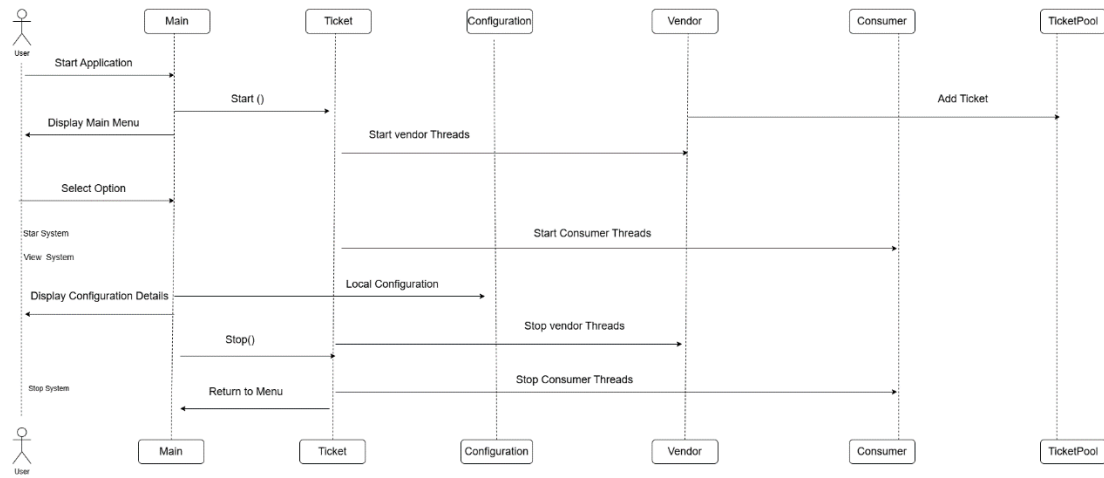 Main
Ticket
Configuration
Vendor
Consumer
TicketPool
User
Start Application
Start ()
Add Ticket
Display Main Menu
Start vendor Threads
Select Option
Star System
Start Consumer Threads
View System
Local Configuration
Display Configuration Details
Stop vendor Threads
Stop()
Stop Consumer Threads
Stop System
Return to Menu
Main
Ticket
Configuration
Vendor
Consumer
TicketPool
User